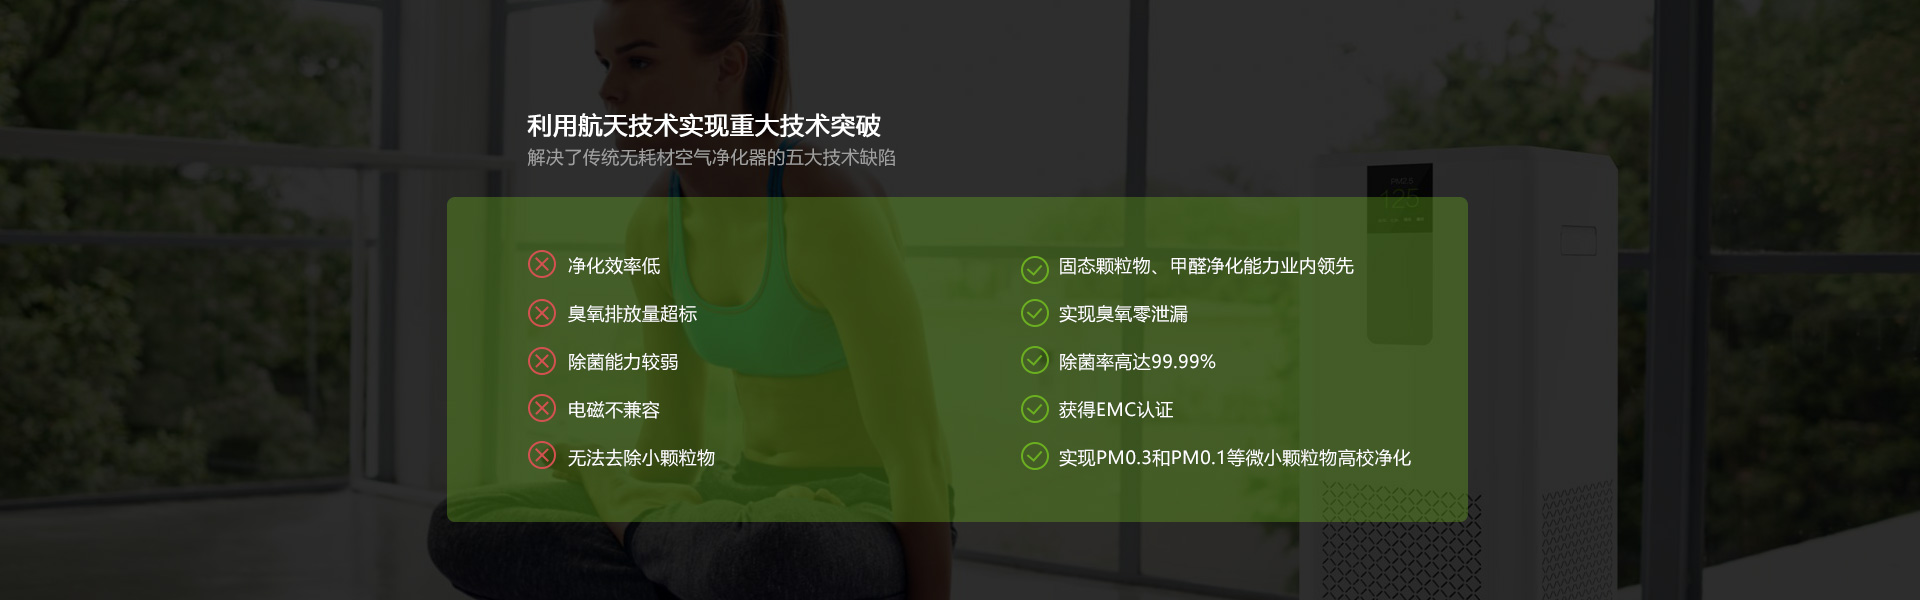 利用航天技术实现重大技术突破
解决了传统无耗材空气净化器的五大技术缺陷
净化效率低
臭氧排放量超标
除菌能力较弱
电磁不兼容
无法去除小颗粒物
固态颗粒物、甲醛净化能力业内领先
实现臭氧零泄漏
除菌率高达99.99%
获得EMC认证
实现PM0.3和PM0.1等微小颗粒物高校净化
PM2.5
125